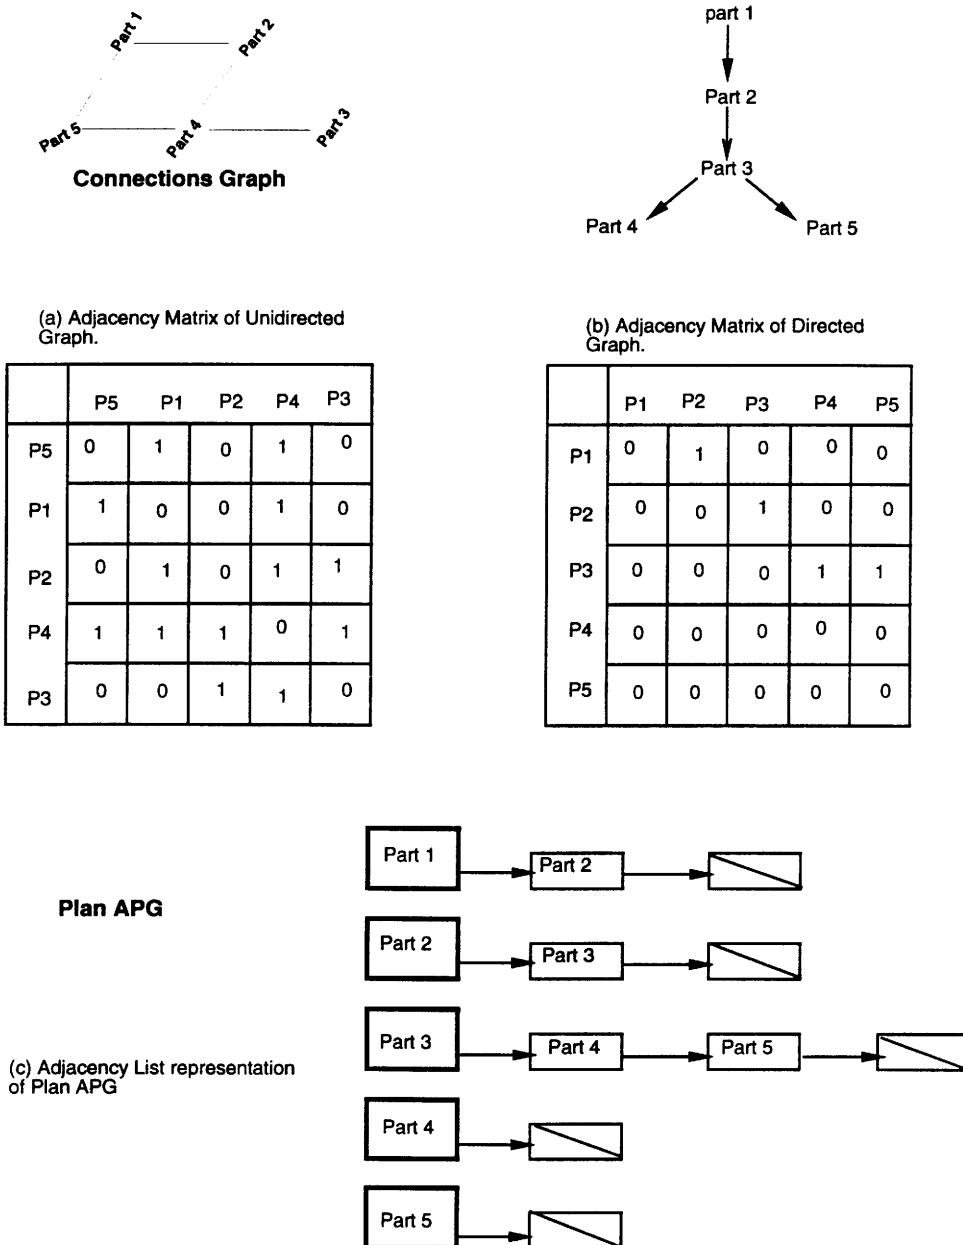 Part 1
Part 2
Part 5
Part 4
Part 3
Connections Graph
part 1
Part 2
Part 3
Part 4
Part 5
(a) Adjacency Matrix of Unidirected
Graph.
P5 P1 P2 P4 P3
P5 0 1 0 1 0
P1 1 0 0 1 0
P2 0 1 0 1 1
P4 1 1 1 0 1
P3 0 0 1 1 0
(b) Adjacency Matrix of Directed
Graph.
P1 P2 P3 P4 P5
P1 0 1 0 0 0
P2 0 0 1 0 0
P3 0 0 0 1 1
P4 0 0 0 0 0
P5 0 0 0 0 0
Plan APG
(c) Adjacency List representation
of Plan APG
Part 1 Part 2
Part 2 Part 3
Part 3 Part 4 Part 5
Part 4
Part 5